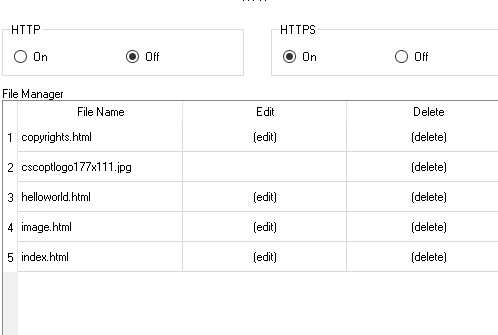 HTTP HTTPS
On Off On Off
File Manager
File Name Edit Delete
1 copyrights.html (edit) (delete)
2 cscoptlogo177x111.jpg (delete)
3 helloworld.html (edit) (delete)
4 image.html (edit) (delete)
5 index.html (edit) (delete)